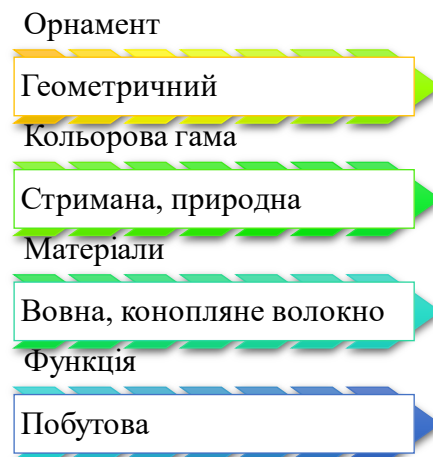 Орнамент
Геометричний
Кольорова гама
Стримана, природна
Матеріали
Вовна, конопляне волокно
Функція
Побутова